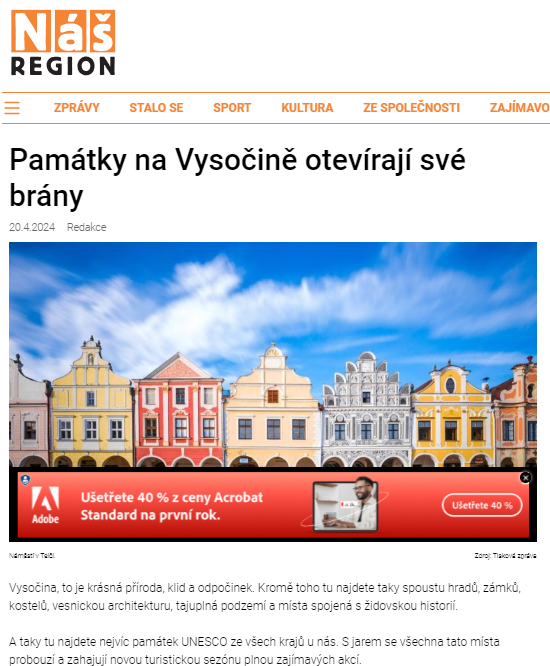 Náš
REGION
ZPRÁVY STALO SE SPORT KULTURA ZE SPOLEČNOSTI ZAJÍMAVO
Památky na Vysočině otevírají své
brány
20.4.2024 Redakce
Adobe
Ušetřete 40 % z ceny Acrobat
Standard na první rok.
Ušetřete 40 %
Náměstí v Telči. Zdroj: Tisková zpráva
Vysočina, to je krásná příroda, klid a odpočinek. Kromě toho tu najdete taky spoustu hradů, zámků,
kostelů, vesnickou architekturu, tajuplná podzemí a místa spojená s židovskou historií.
A taky tu najdete nejvíc památek UNESCO ze všech krajů u nás. S jarem se všechna tato místa
probouzí a zahajují novou turistickou sezónu plnou zajímavých akcí.